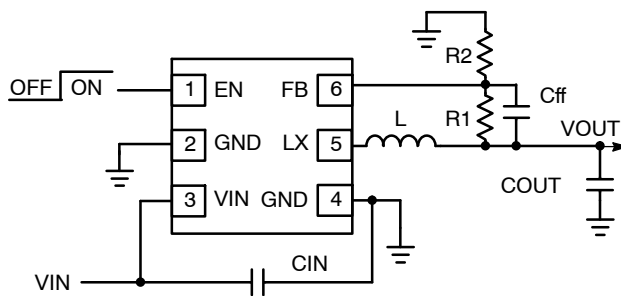 R2
OFF ON
1 EN FB 6
Cff
R1
L
VOUT
2 GND LX 5
COUT
3 VIN GND 4
CIN
VIN